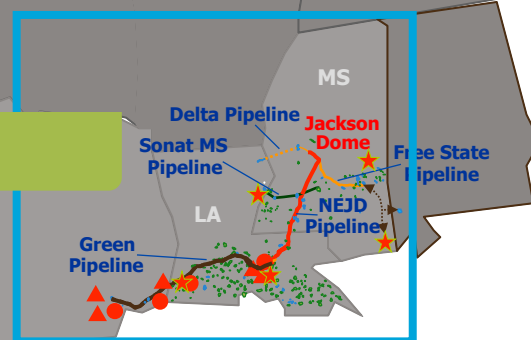 MS
Delta Pipeline
Jackson
Dome
Sonat MS
Pipeline
Free State
Pipeline
NEJD
Pipeline
LA
Green
Pipeline